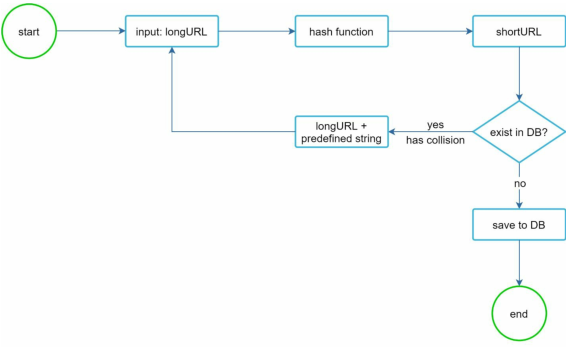 start
input: longURL
hash function
shortURL
longURL +
predefined string
yes
has collision
exist in DB?
no
save to DB
end